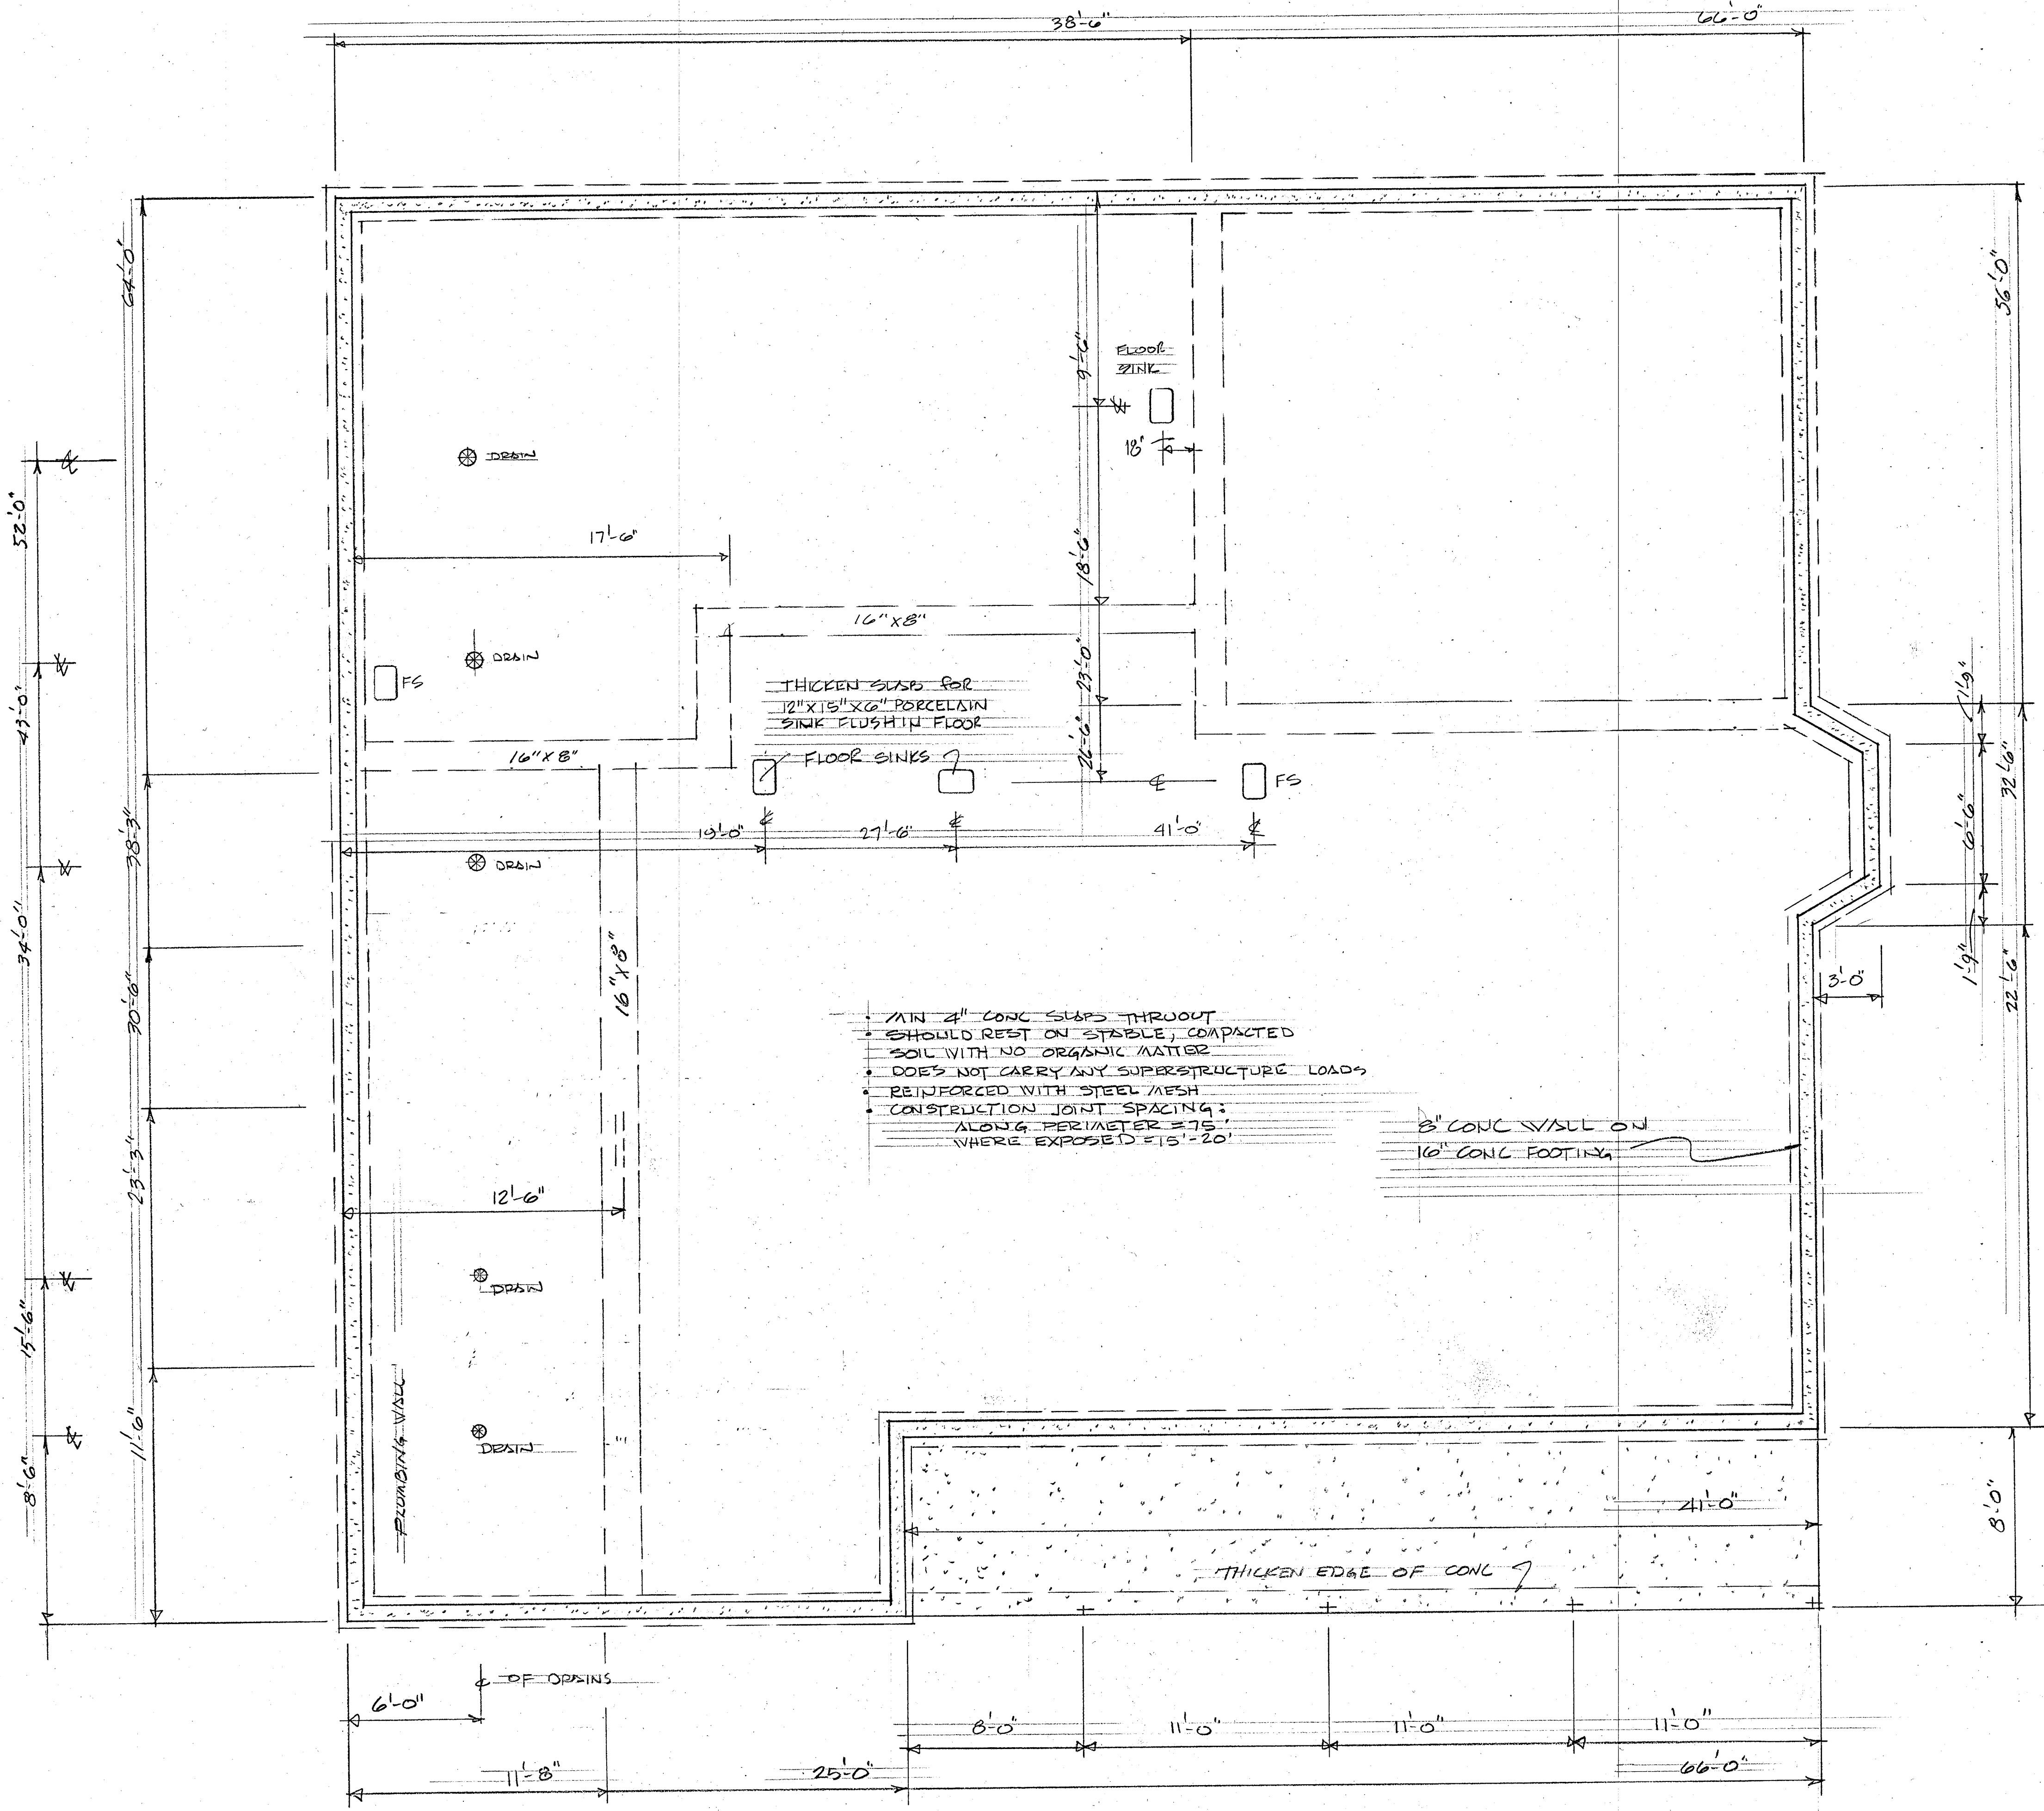 38'-6"
66'-0"
64'-0"
56'-0"
9'-6"
FLOOR
SINK
18"
DRAIN
52'-0"
17'-6"
18'-6"
16"X8"
DRAIN
FS
43'-0"
THICKEN SLAB FOR
12"X15"X6" PORCELAIN
SINK FLUSH IN FLOOR
23'-0"
1'-9"
16"X8"
FLOOR SINKS
26'-6"
℄
FS
32'-6"
6'-6"
38'-3"
19'-0"
℄
27'-6"
℄
41'-0"
℄
DRAIN
34'-0"
16"X8"
1'-9"
3'-0"
22'-6"
30'-6"
• MIN 4" CONC SLABS THRUOUT
• SHOULD REST ON STABLE, COMPACTED
SOIL WITH NO ORGANIC MATTER
• DOES NOT CARRY ANY SUPERSTRUCTURE LOADS
• REINFORCED WITH STEEL MESH
• CONSTRUCTION JOINT SPACING:
ALONG PERIMETER = 75'
WHERE EXPOSED = 15'-20'
8" CONC WALL ON
16" CONC FOOTING
23'-3"
12'-6"
DRAIN
15'-6"
PLUMBING WALL
11'-6"
DRAIN
8'-6"
41'-0"
8'-0"
THICKEN EDGE OF CONC
℄ OF DRAINS
6'-0"
8'-0"
11'-0"
11'-0"
11'-0"
11'-8"
25'-0"
66'-0"